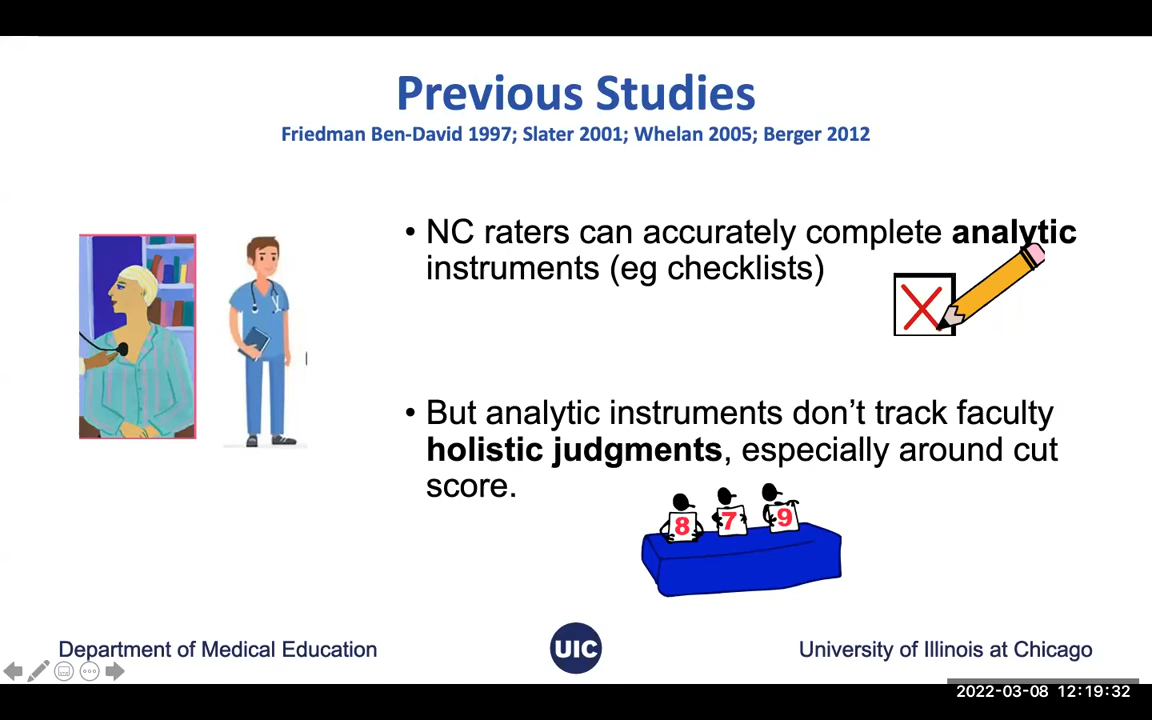 Previous Studies
Friedman Ben-David 1997; Slater 2001; Whelan 2005; Berger 2012
• NC raters can accurately complete analytic
instruments (eg checklists)
• But analytic instruments don’t track faculty
holistic judgments, especially around cut
score.
8 7 9
Department of Medical Education
UIC
University of Illinois at Chicago
2022-03-08 12:19:32